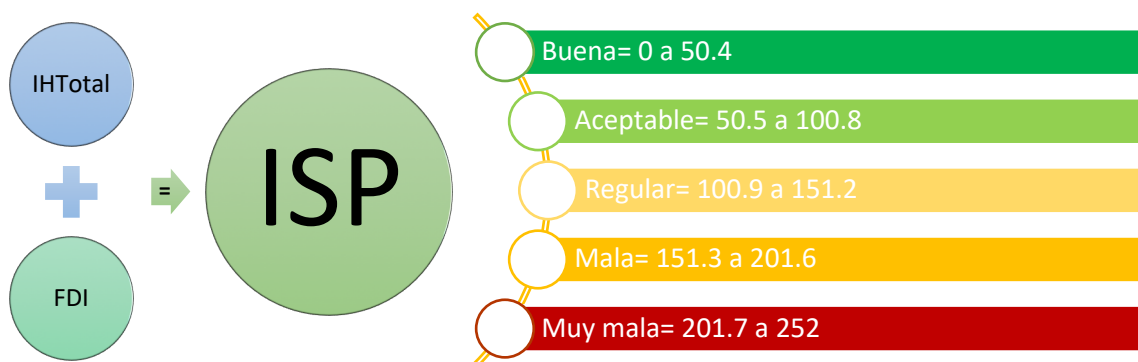 IHTotal
FDI
=
ISP
Buena= 0 a 50.4
Aceptable= 50.5 a 100.8
Regular= 100.9 a 151.2
Mala= 151.3 a 201.6
Muy mala= 201.7 a 252